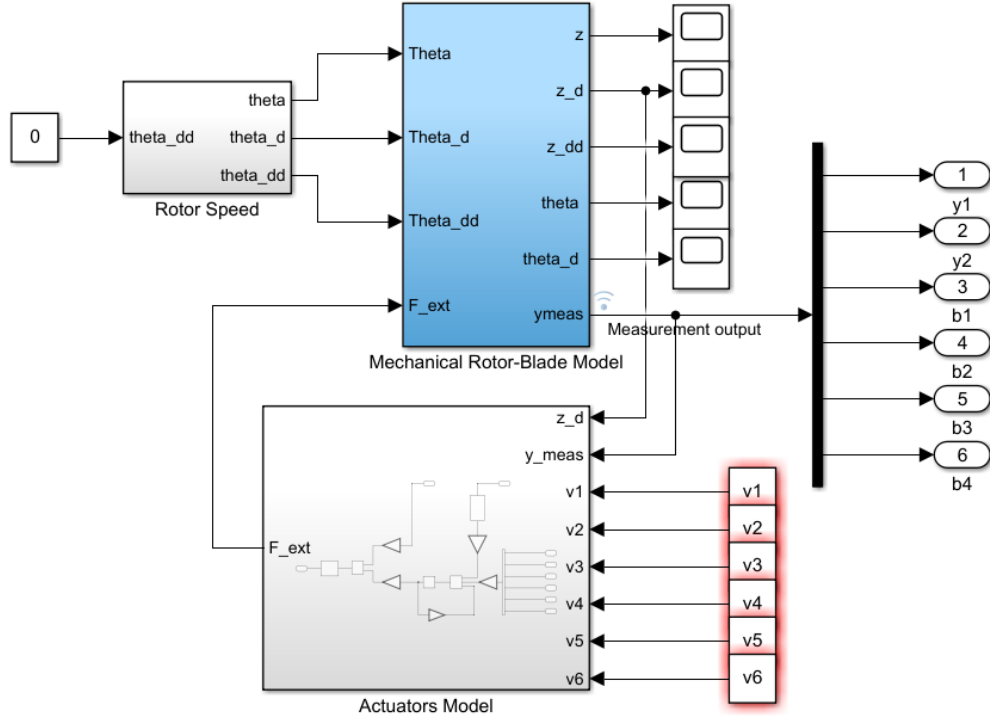 0
theta_dd
theta
theta_d
theta_dd
Rotor Speed
Theta
Theta_d
Theta_dd
F_ext
z
z_d
z_dd
theta
theta_d
ymeas
Mechanical Rotor-Blade Model
Measurement output
1
y1
2
y2
3
b1
4
b2
5
b3
6
b4
F_ext
z_d
y_meas
v1
v2
v3
v4
v5
v6
Actuators Model
v1
v2
v3
v4
v5
v6